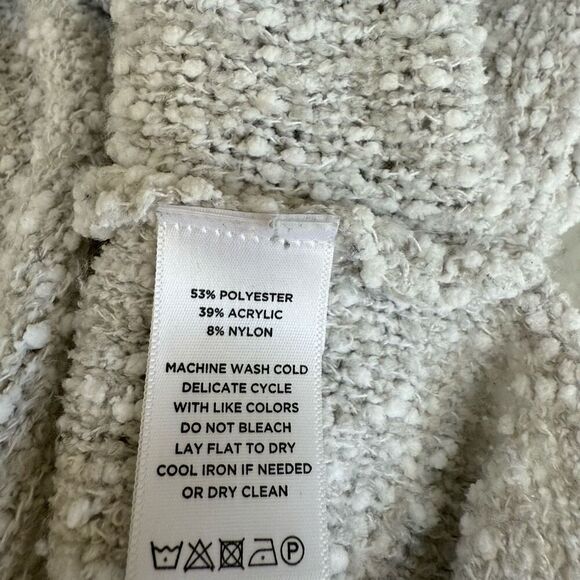 53% POLYESTER
39% ACRYLIC
8% NYLON
MACHINE WASH COLD
DELICATE CYCLE
WITH LIKE COLORS
DO NOT BLEACH
LAY FLAT TO DRY
COOL IRON IF NEEDED
OR DRY CLEAN
P